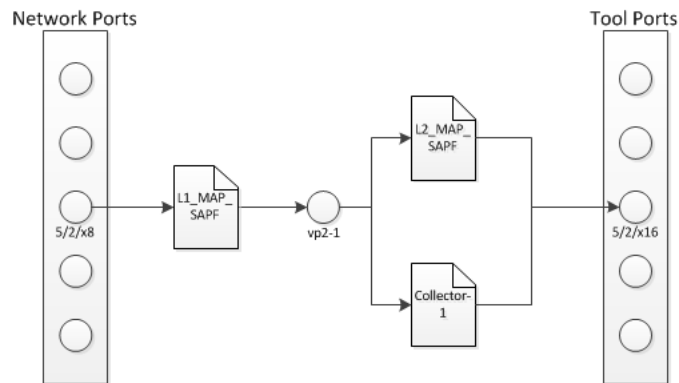 Network Ports
Tool Ports
L2_MAP_
SAPF
L1_MAP_
SAPF
5/2/x8
vp2-1
5/2/x16
Collector-
1